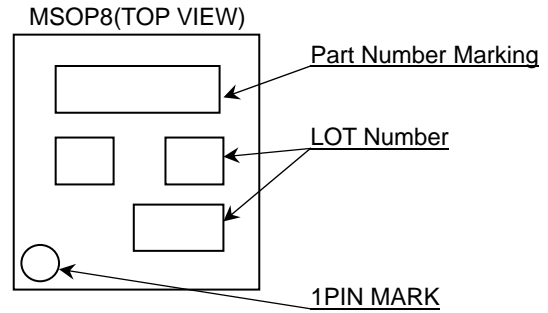 MSOP8(TOP VIEW)
Part Number Marking
LOT Number
1PIN MARK